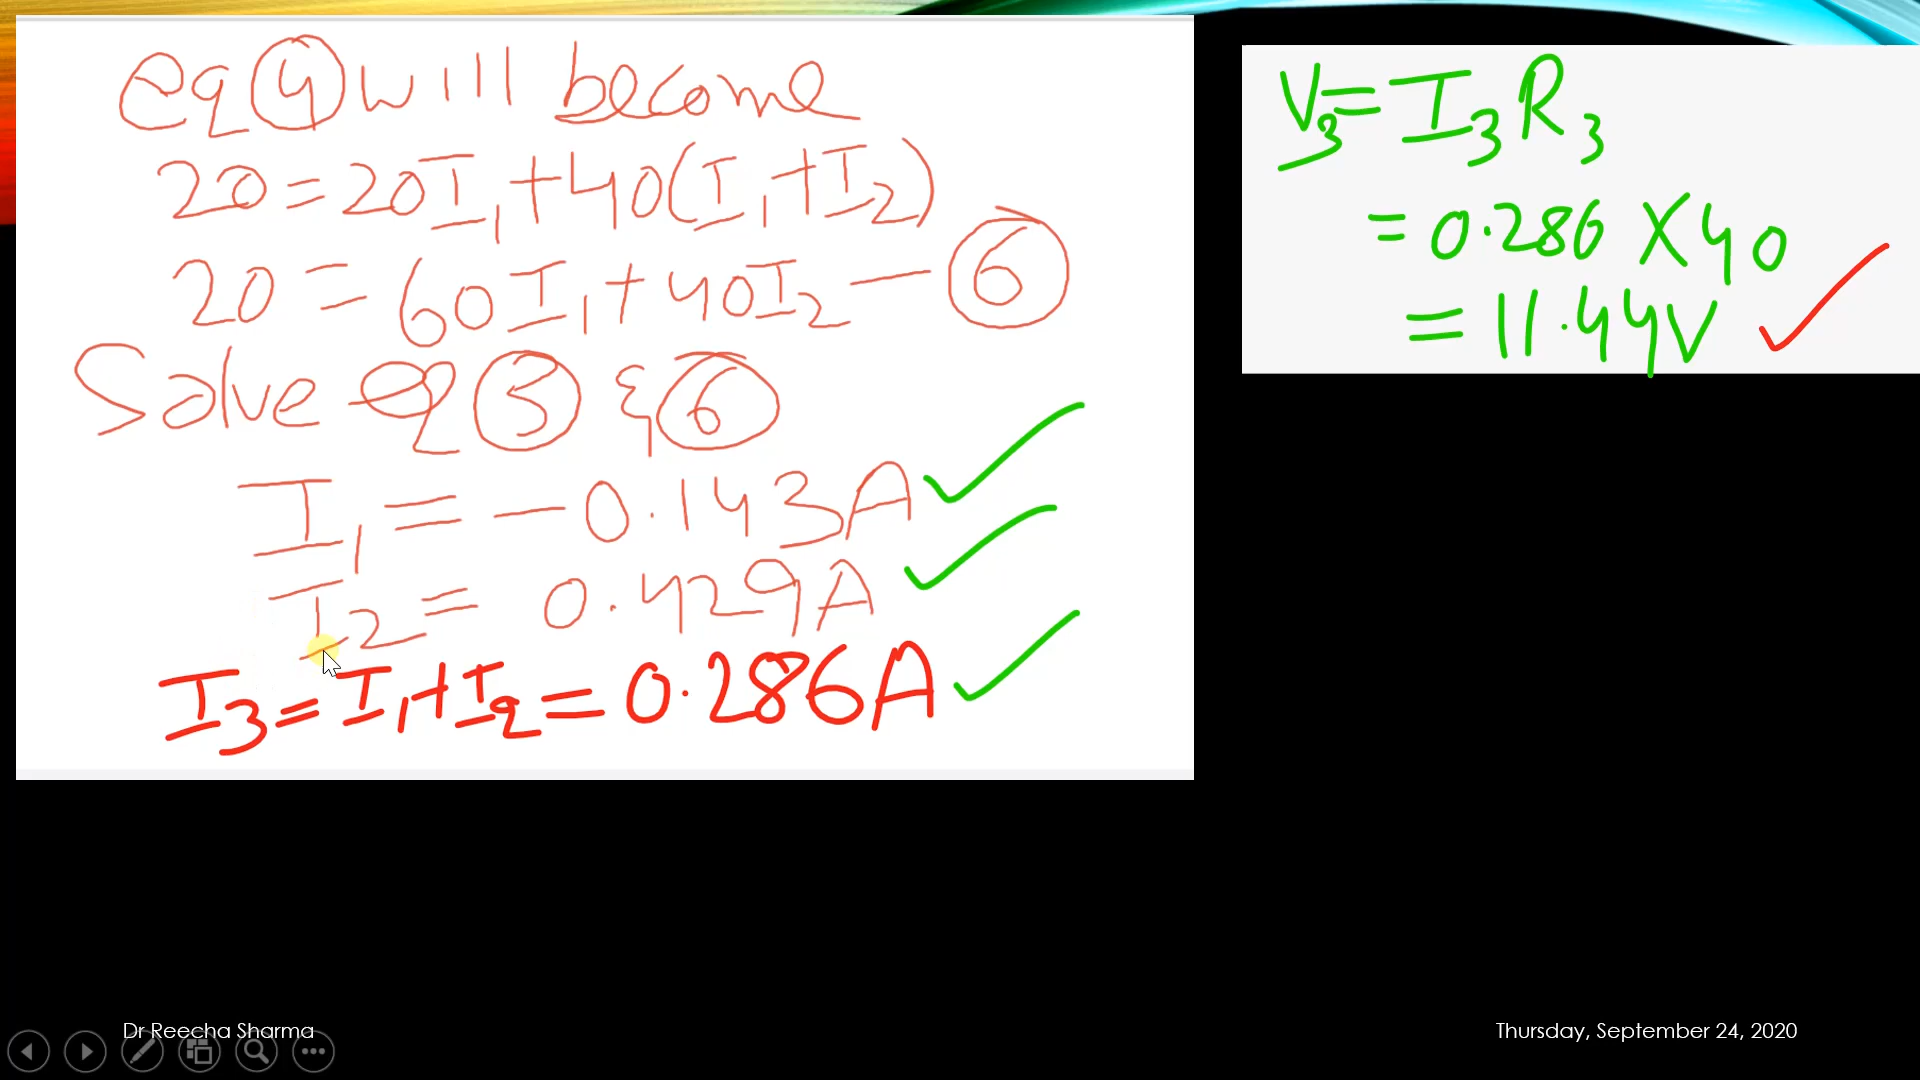 eq 4 will become
20 = 20I₁ + 40(I₁ + I₂)
20 = 60I₁ + 40I₂ — 6
Solve eq 5 & 6
I₁ = -0.143A
I₂ = 0.429A
I₃ = I₁ + I₂ = 0.286A
V₃ = I₃R₃
= 0.286 X 40
= 11.44V
Dr Reecha Sharma
Thursday, September 24, 2020